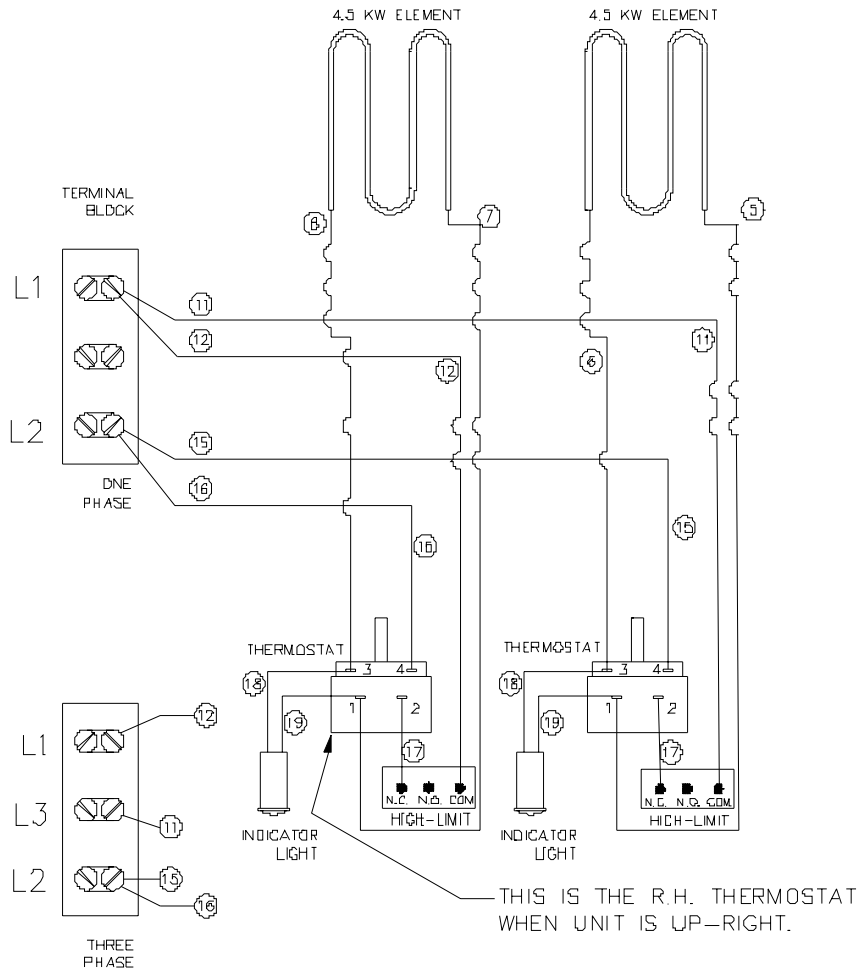 4.5 KW ELEMENT
4.5 KW ELEMENT
TERMINAL
BLOCK
8
7
6
5
L1
11
12
11
12
L2
15
16
ONE
PHASE
15
16
THERMOSTAT
3
4
1
2
18
19
17
N.C.
N.O.
COM
HIGH-LIMIT
INDICATOR
LIGHT
THERMOSTAT
3
4
1
2
18
19
17
N.C.
N.O.
COM
HIGH-LIMIT
INDICATOR
LIGHT
L1
12
L3
11
L2
15
16
THREE
PHASE
THIS IS THE R.H. THERMOSTAT
WHEN UNIT IS UP-RIGHT.